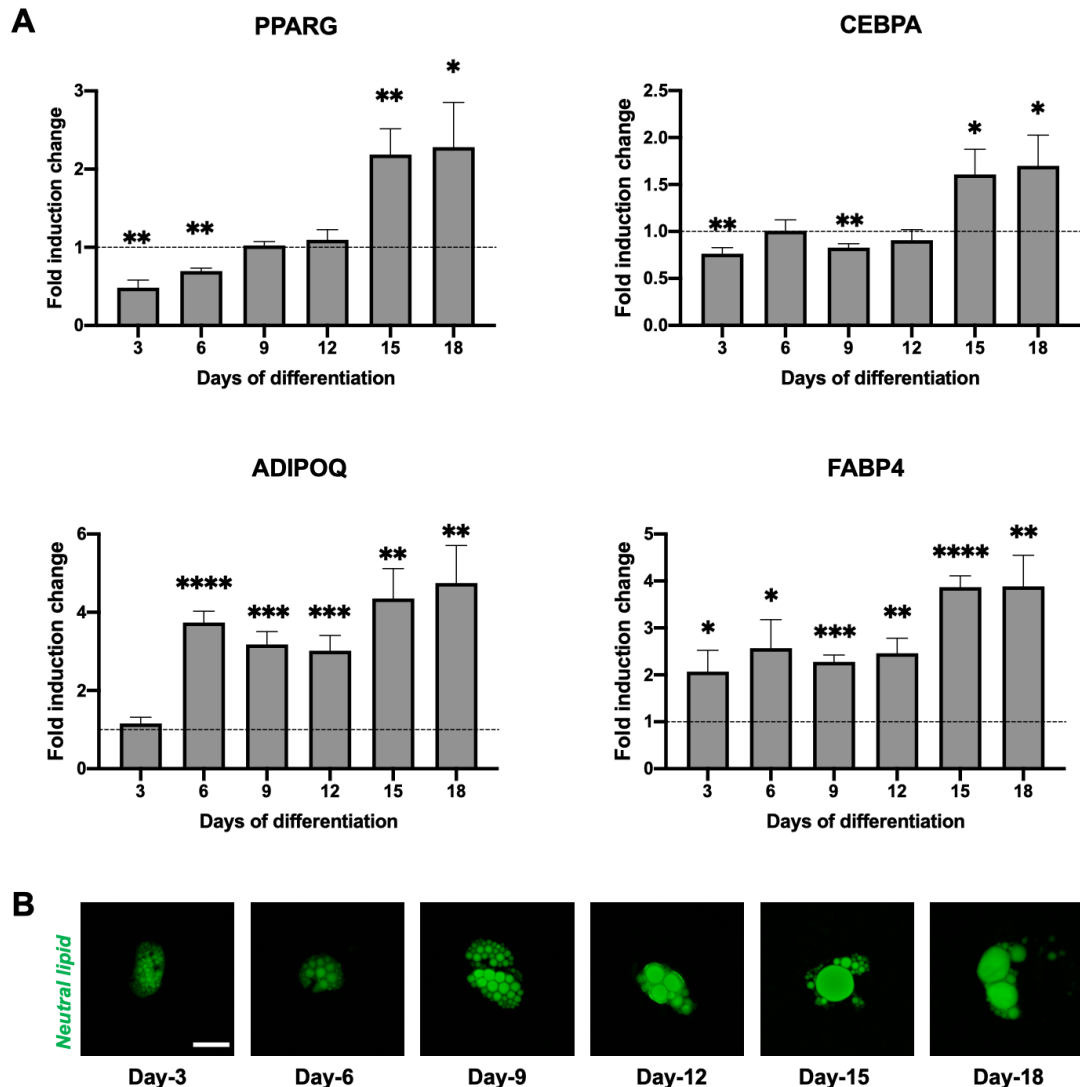 A
PPARG
Fold induction change
3
2
1
0
**
**
**
*
3 6 9 12 15 18
Days of differentiation
CEBPA
Fold induction change
2.5
2.0
1.5
1.0
0.5
0.0
**
**
*
*
3 6 9 12 15 18
Days of differentiation
ADIPOQ
Fold induction change
6
4
2
0
****
***
***
**
**
3 6 9 12 15 18
Days of differentiation
FABP4
Fold induction change
5
4
3
2
1
0
*
*
***
**
****
**
3 6 9 12 15 18
Days of differentiation
B
Neutral lipid
Day-3 Day-6 Day-9 Day-12 Day-15 Day-18